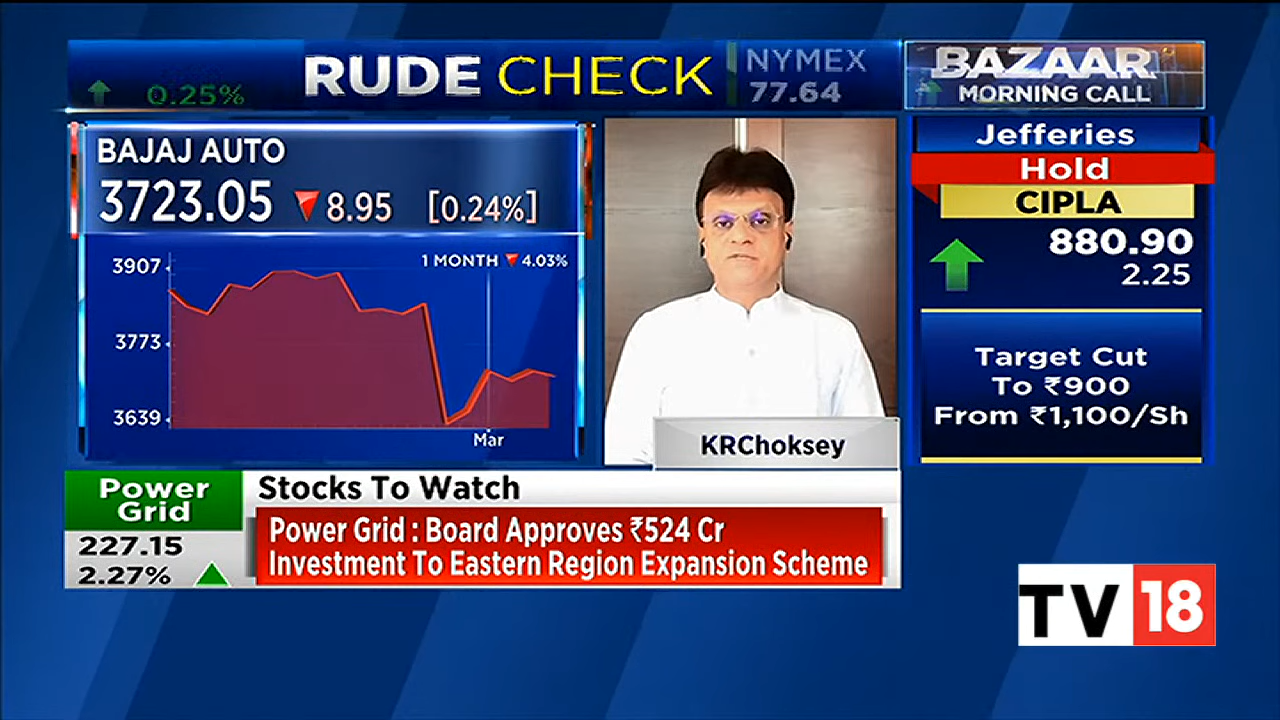 0.25%
RUDE CHECK
NYMEX
77.64
BAZAAR
MORNING CALL
BAJAJ AUTO
3723.05 8.95 [0.24%]
1 MONTH 4.03%
3907
3773
3639
Mar
KRChoksey
Jefferies
Hold
CIPLA
880.90
2.25
Target Cut
To ₹900
From ₹1,100/Sh
Power
Grid
227.15
2.27%
Stocks To Watch
Power Grid : Board Approves ₹524 Cr
Investment To Eastern Region Expansion Scheme
TV 18